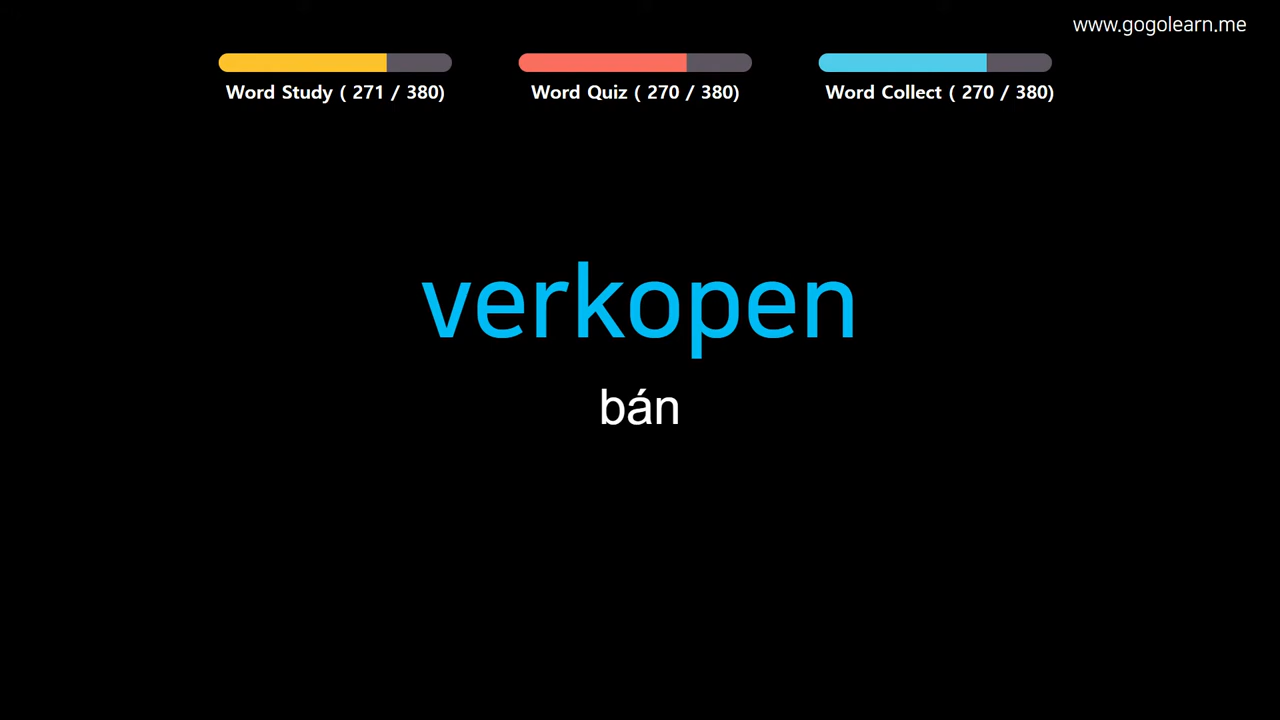 www.gogolearn.me
Word Study ( 271 / 380)
Word Quiz ( 270 / 380)
Word Collect ( 270 / 380)
verkopen
bán